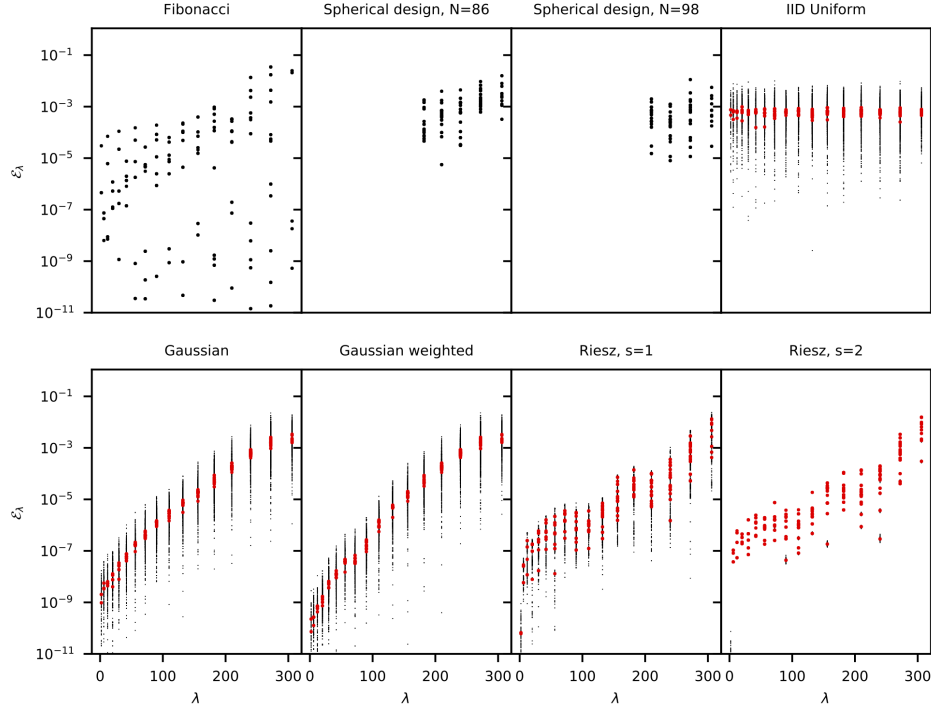 Fibonacci
Spherical design, N=86
Spherical design, N=98
IID Uniform
10⁻¹
10⁻³
10⁻⁵
10⁻⁷
10⁻⁹
10⁻¹¹
ℰλ
Gaussian
Gaussian weighted
Riesz, s=1
Riesz, s=2
10⁻¹
10⁻³
10⁻⁵
10⁻⁷
10⁻⁹
10⁻¹¹
ℰλ
0 100 200 300 0 100 200 300 0 100 200 300 0 100 200 300
λ λ λ λ